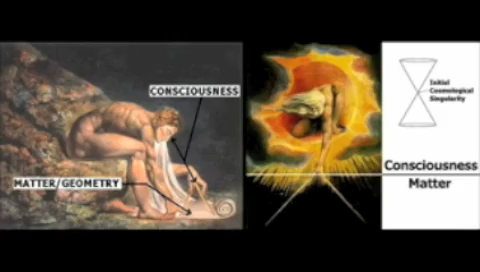 CONSCIOUSNESS
MATTER/GEOMETRY
Initial
Cosmological
Singularity
Consciousness
Matter